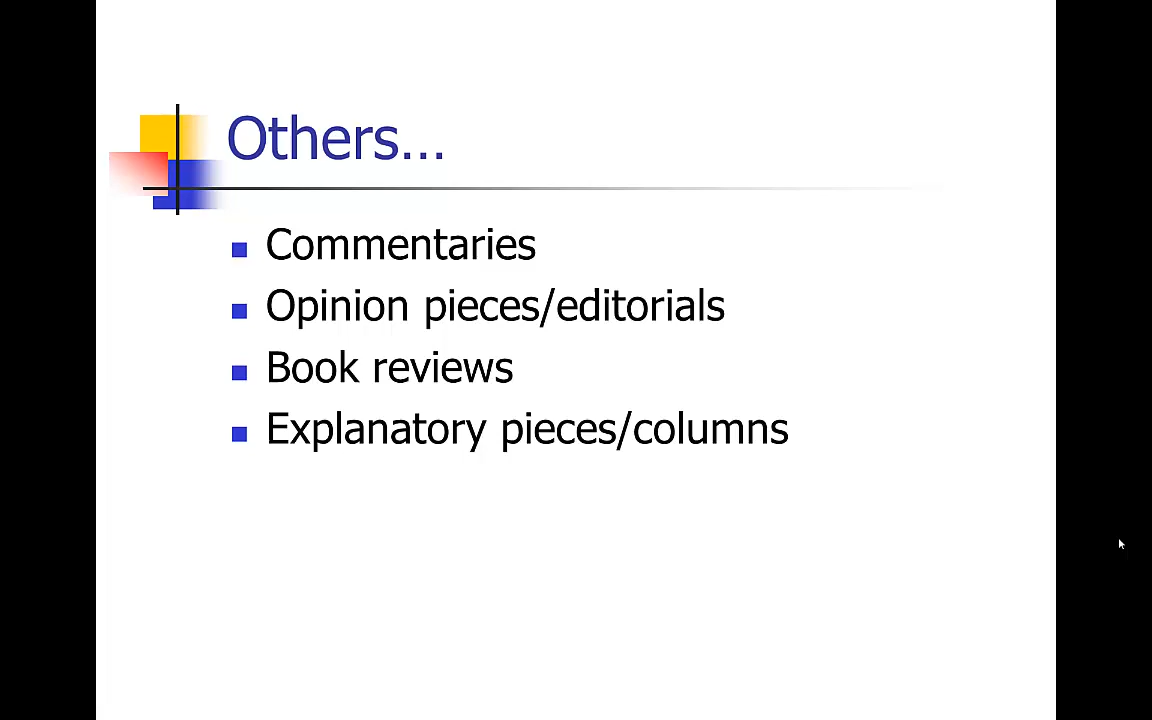 Others...
Commentaries
Opinion pieces/editorials
Book reviews
Explanatory pieces/columns